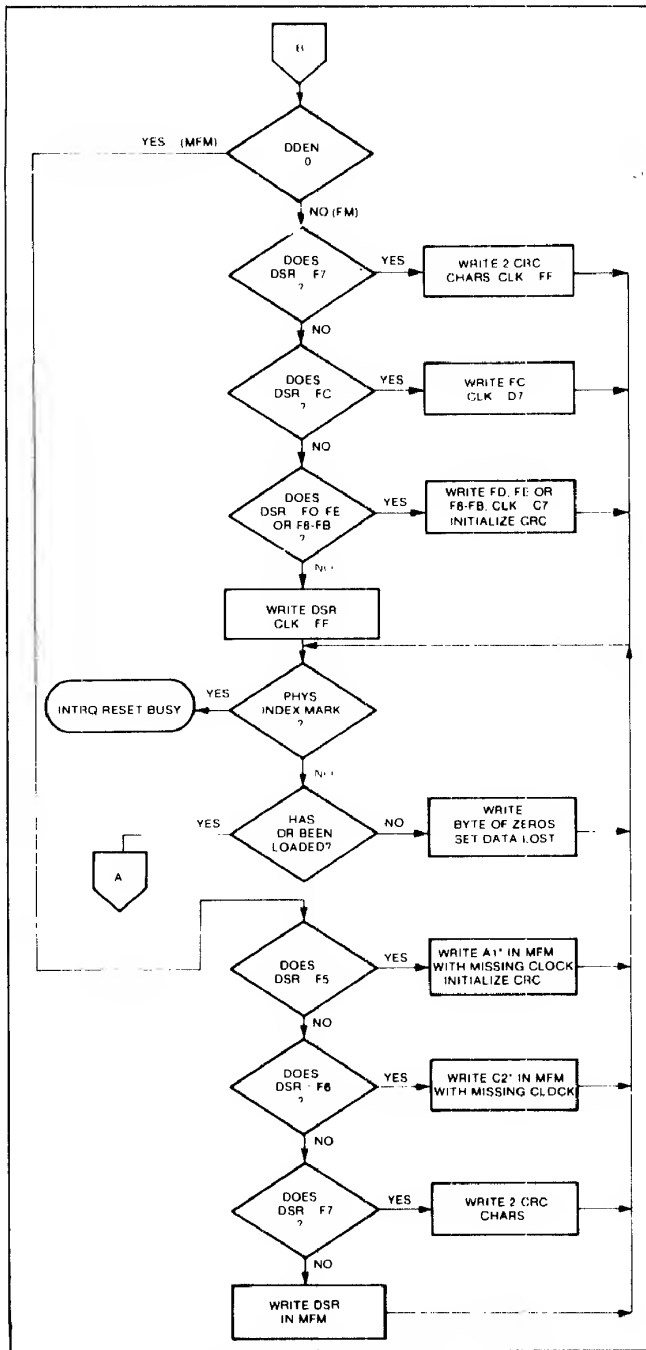 B
YES (MFM)
DDEN
0
NO (FM)
DOES
DSR F7
?
YES
WRITE 2 CRC
CHARS CLK FF
NO
DOES
DSR FC
?
YES
WRITE FC
CLK D7
NO
DOES
DSR FO FE
OR F8-FB
?
YES
WRITE FD, FE OR
F8-FB, CLK C7
INITIALIZE CRC
NO
WRITE DSR
CLK FF
INTRQ RESET BUSY
YES
PHYS
INDEX MARK
?
NO
YES
HAS
DR BEEN
LOADED?
NO
WRITE
BYTE OF ZEROS
SET DATA LOST
A
DOES
DSR F5
YES
WRITE A1* IN MFM
WITH MISSING CLOCK
INITIALIZE CRC
NO
DOES
DSR F6
?
YES
WRITE C2* IN MFM
WITH MISSING CLOCK
NO
DOES
DSR F7
?
YES
WRITE 2 CRC
CHARS
NO
WRITE DSR
IN MFM